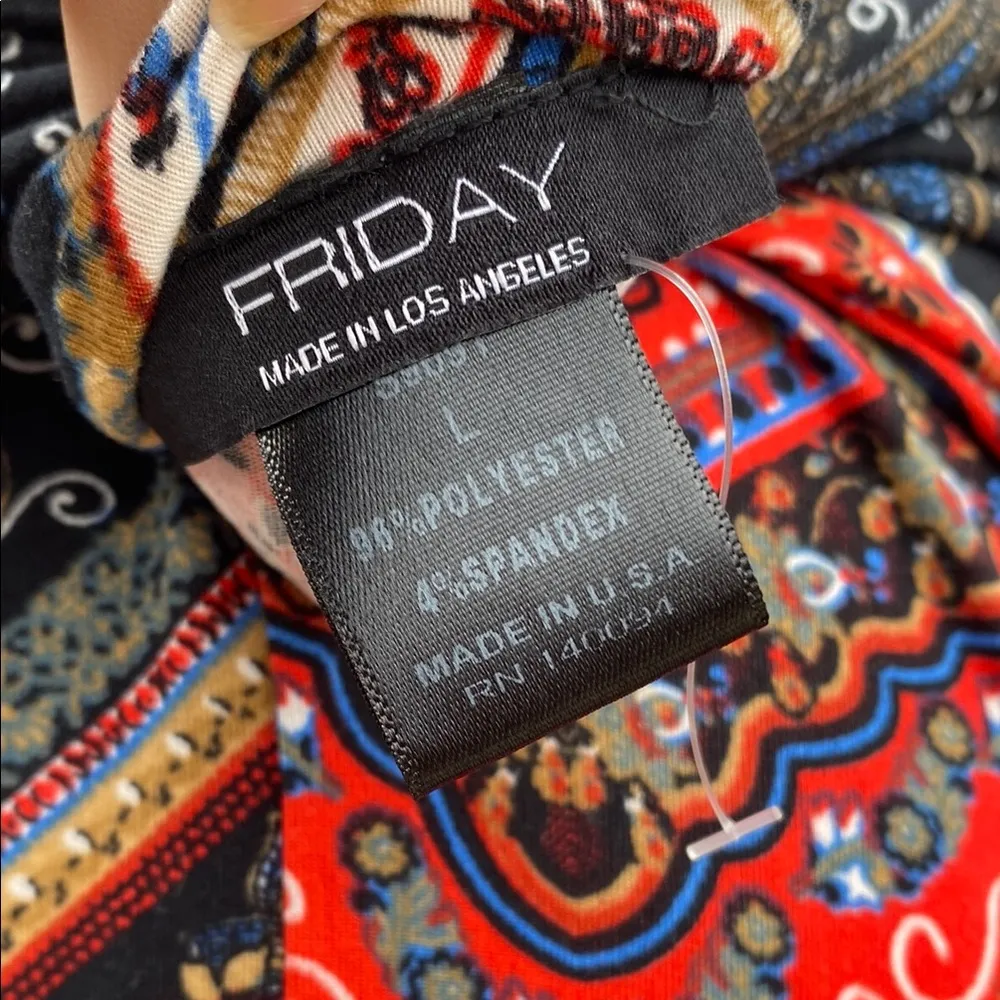 FRIDAY
MADE IN LOS ANGELES
L
96%POLYESTER
4%SPANDEX
MADE IN U.S.A
RN 140094